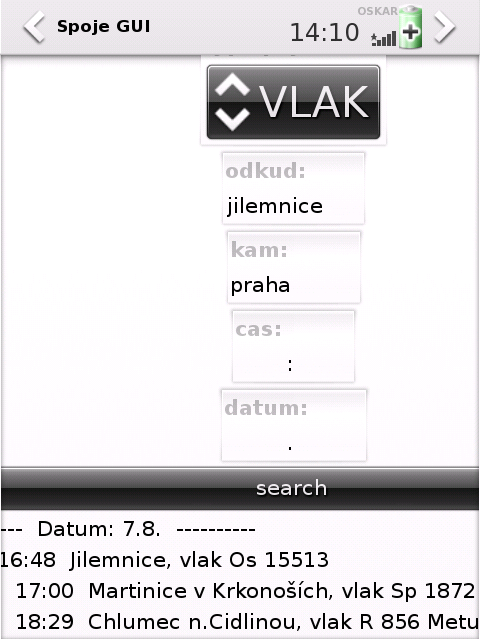 Spoje GUI
OSKAR
14:10
VLAK
odkud:
jilemnice
kam:
praha
cas:
:
datum:
.
search
--- Datum: 7.8. ----------
16:48 Jilemnice, vlak Os 15513
17:00 Martinice v Krkonoších, vlak Sp 1872
18:29 Chlumec n.Cidlinou, vlak R 856 Metu